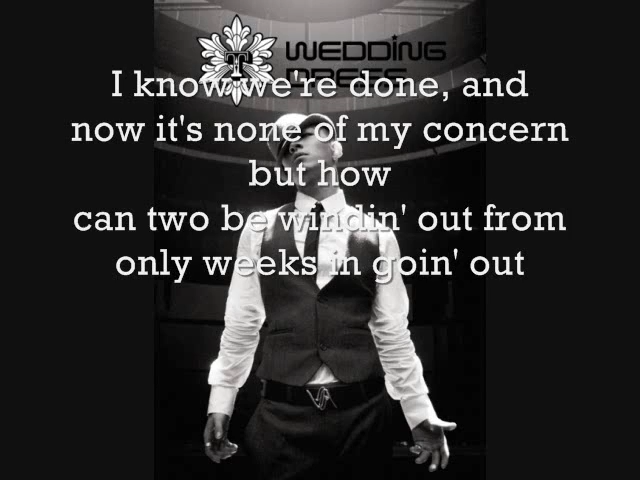 WEDDING
DRESS
I know we're done, and
now it's none of my concern
but how
can two be windin' out from
only weeks in goin' out